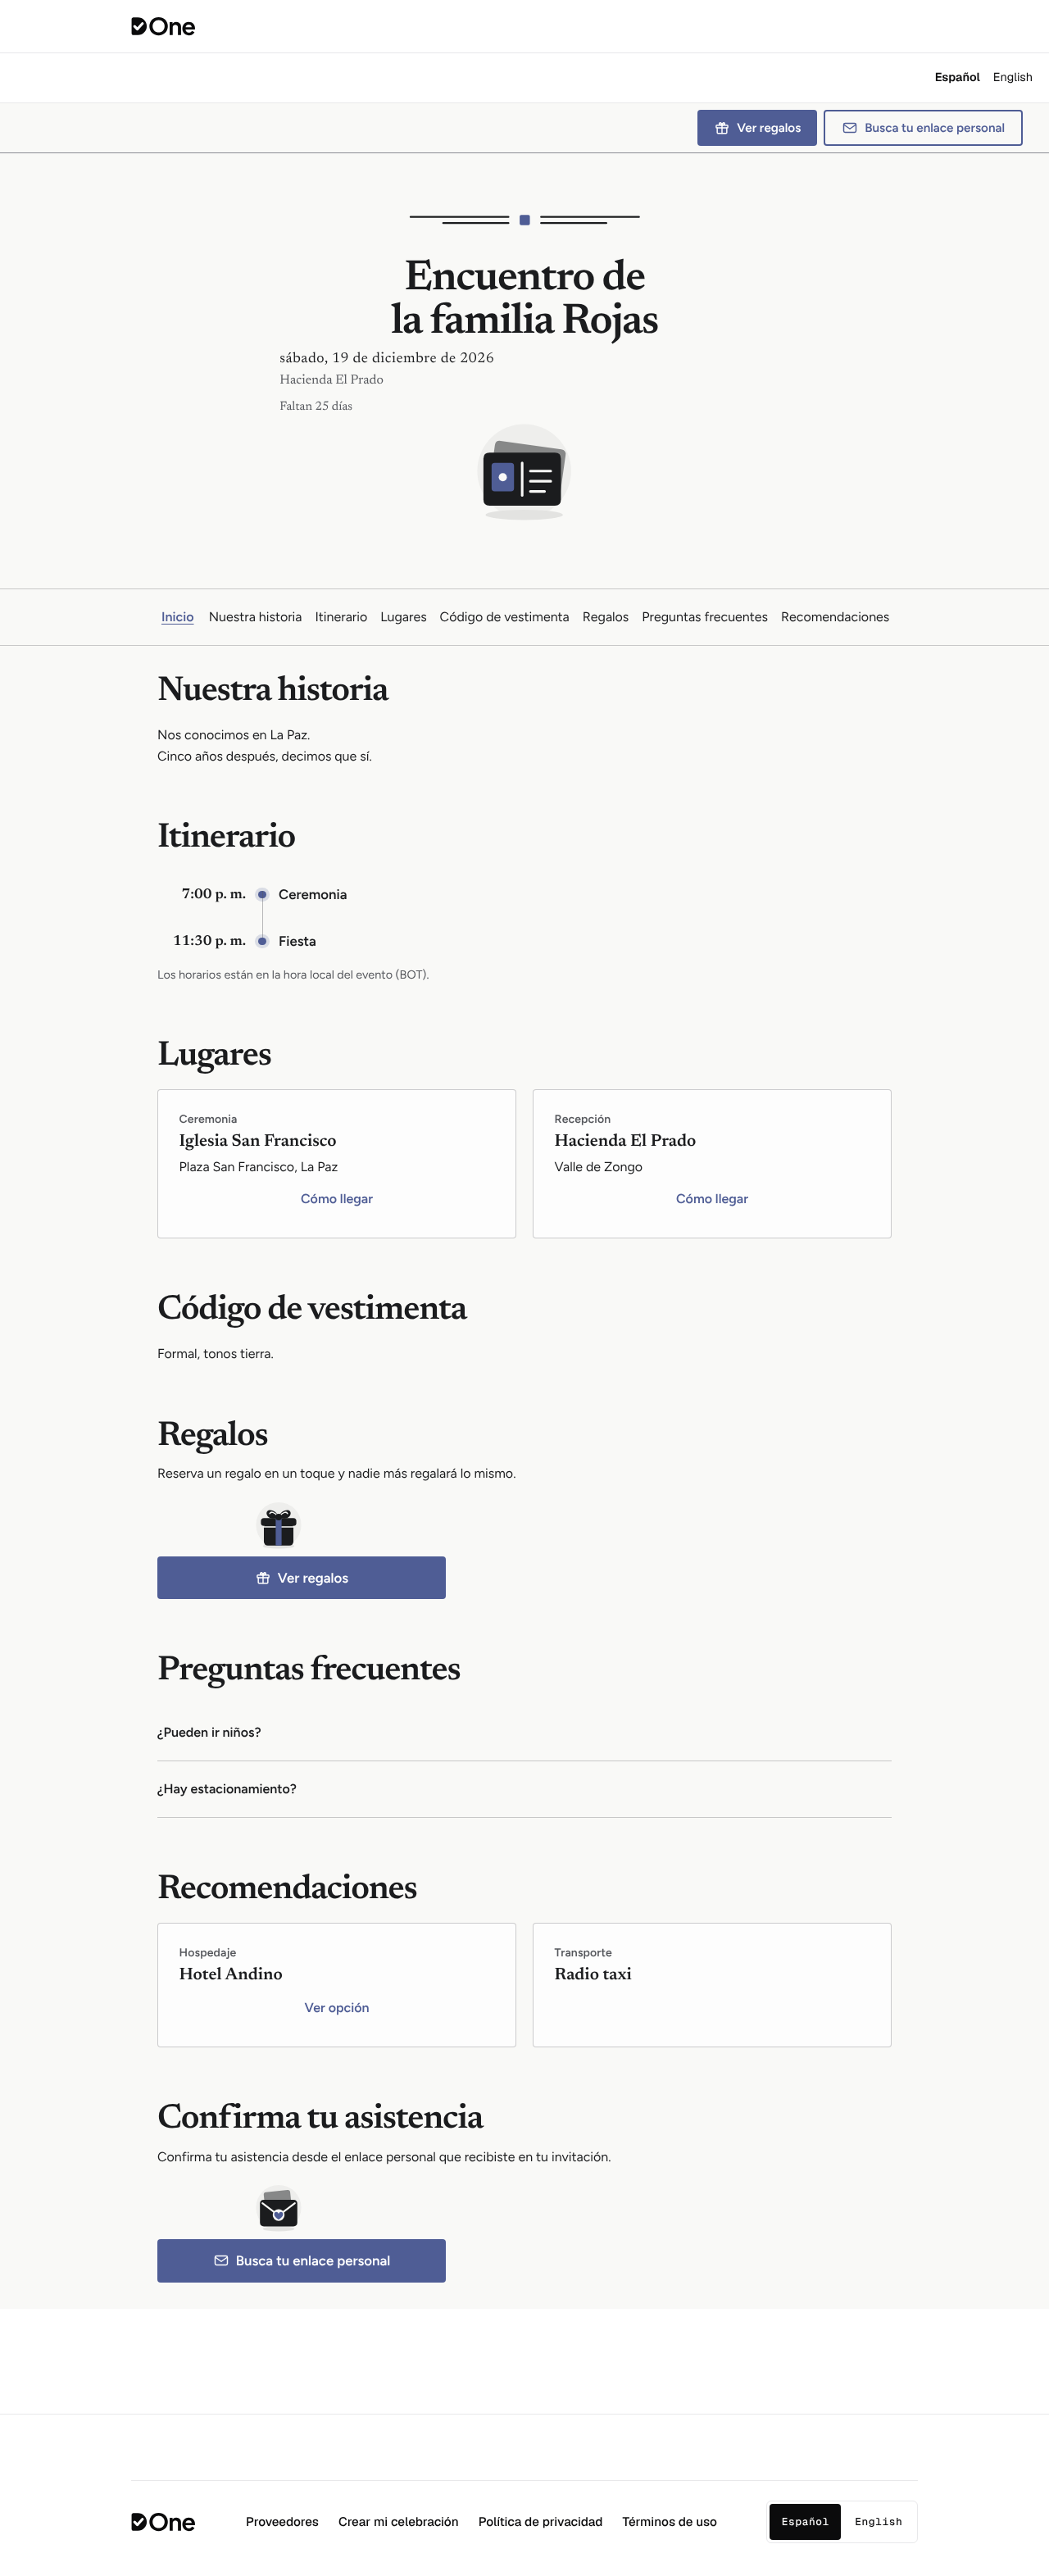 DOne
Español English
Ver regalos Busca tu enlace personal
Encuentro de
la familia Rojas
sábado, 19 de diciembre de 2026
Hacienda El Prado
Faltan 25 días
Inicio Nuestra historia Itinerario Lugares Código de vestimenta Regalos Preguntas frecuentes Recomendaciones
Nuestra historia
Nos conocimos en La Paz.
Cinco años después, decimos que sí.
Itinerario
7:00 p. m. Ceremonia
11:30 p. m. Fiesta
Los horarios están en la hora local del evento (BOT).
Lugares
Ceremonia
Iglesia San Francisco
Plaza San Francisco, La Paz
Cómo llegar
Recepción
Hacienda El Prado
Valle de Zongo
Cómo llegar
Código de vestimenta
Formal, tonos tierra.
Regalos
Reserva un regalo en un toque y nadie más regalará lo mismo.
Ver regalos
Preguntas frecuentes
¿Pueden ir niños?
¿Hay estacionamiento?
Recomendaciones
Hospedaje
Hotel Andino
Ver opción
Transporte
Radio taxi
Confirma tu asistencia
Confirma tu asistencia desde el enlace personal que recibiste en tu invitación.
Busca tu enlace personal
DOne Proveedores Crear mi celebración Política de privacidad Términos de uso Español English